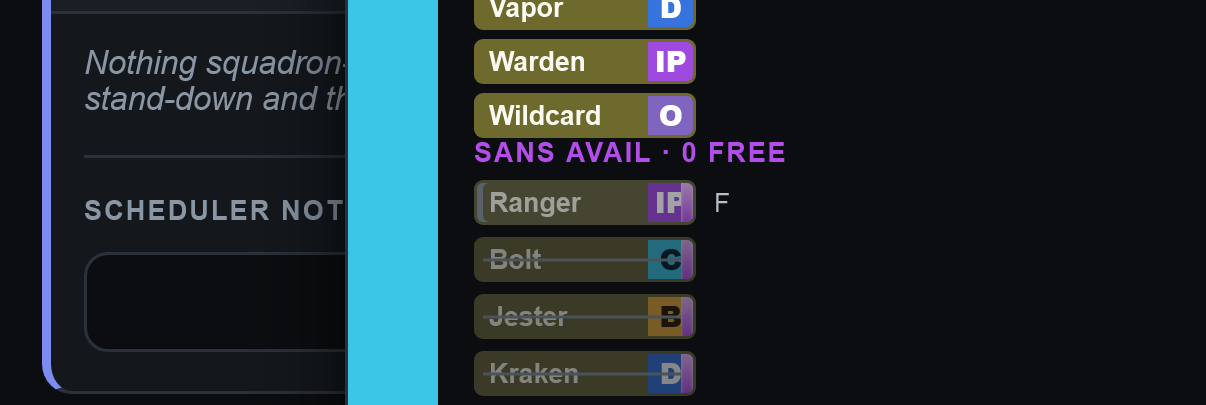 Nothing squadron-
stand-down and th
SCHEDULER NOT
Vapor D
Warden IP
Wildcard O
SANS AVAIL · 0 FREE
Ranger IP F
Bolt C
Jester B
Kraken D